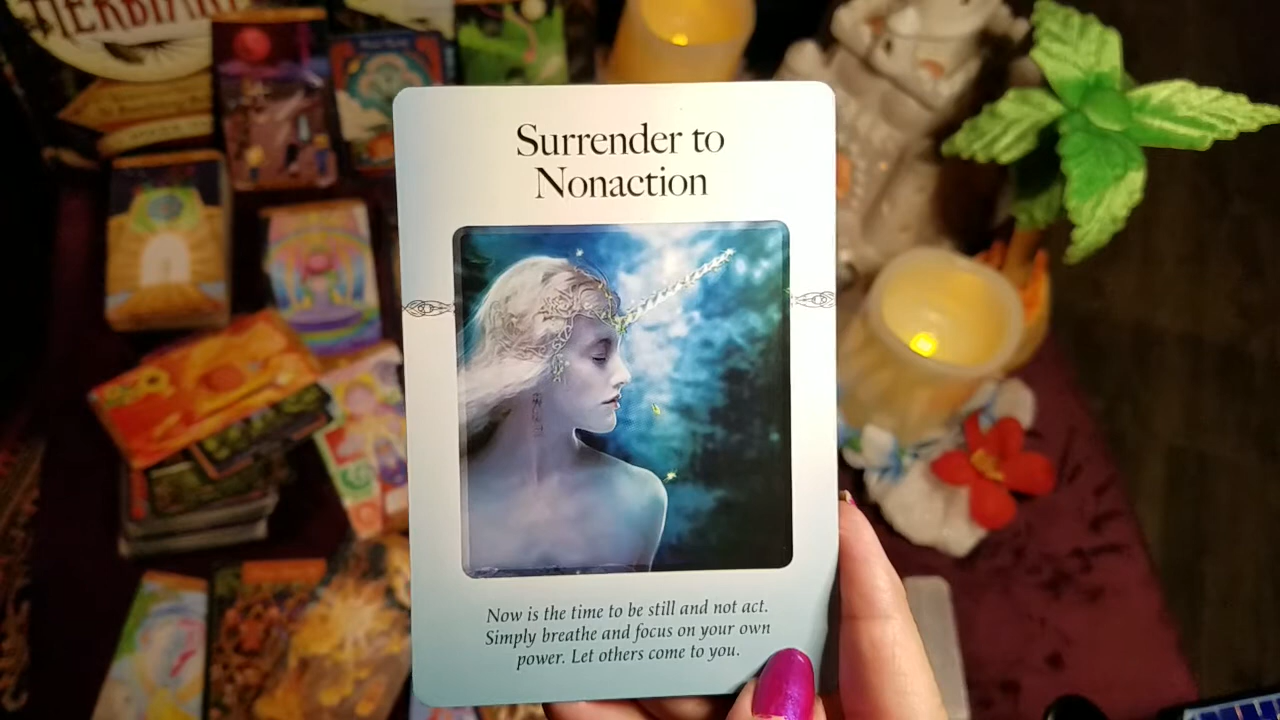 HERBIARY
Surrender to
Nonaction
Now is the time to be still and not act.
Simply breathe and focus on your own
power. Let others come to you.